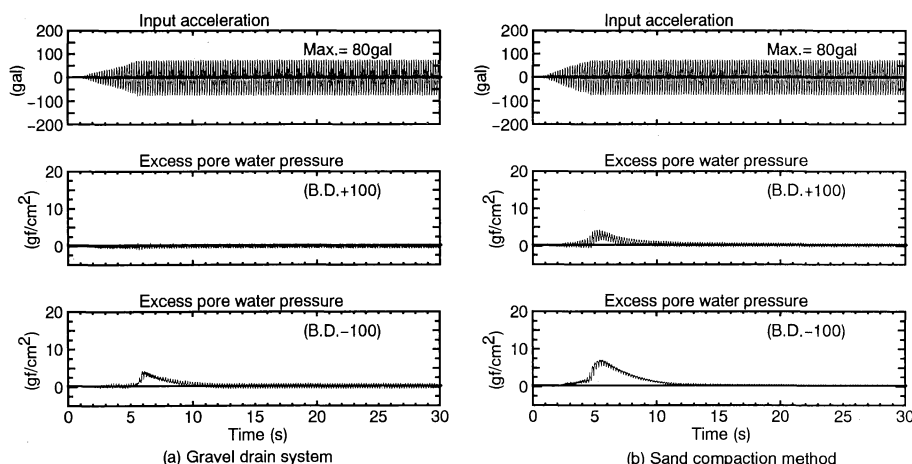 Input acceleration
200
100
0
−100
−200
(gal)
Max.= 80gal
Excess pore water pressure
20
10
0
(gf/cm²)
(B.D.+100)
Excess pore water pressure
20
10
0
(gf/cm²)
(B.D.−100)
0 5 10 15 20 25 30
Time (s)
(a) Gravel drain system
Input acceleration
200
100
0
−100
−200
(gal)
Max.= 80gal
Excess pore water pressure
20
10
0
(gf/cm²)
(B.D.+100)
Excess pore water pressure
20
10
0
(gf/cm²)
(B.D.−100)
0 5 10 15 20 25 30
Time (s)
(b) Sand compaction method